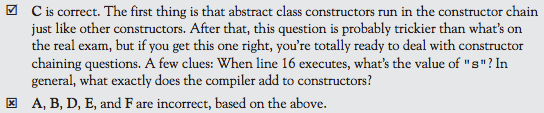 ☑ C is correct. The first thing is that abstract class constructors run in the constructor chain
just like other constructors. After that, this question is probably trickier than what's on
the real exam, but if you get this one right, you're totally ready to deal with constructor
chaining questions. A few clues: When line 16 executes, what's the value of "s"? In
general, what exactly does the compiler add to constructors?
☒ A, B, D, E, and F are incorrect, based on the above.